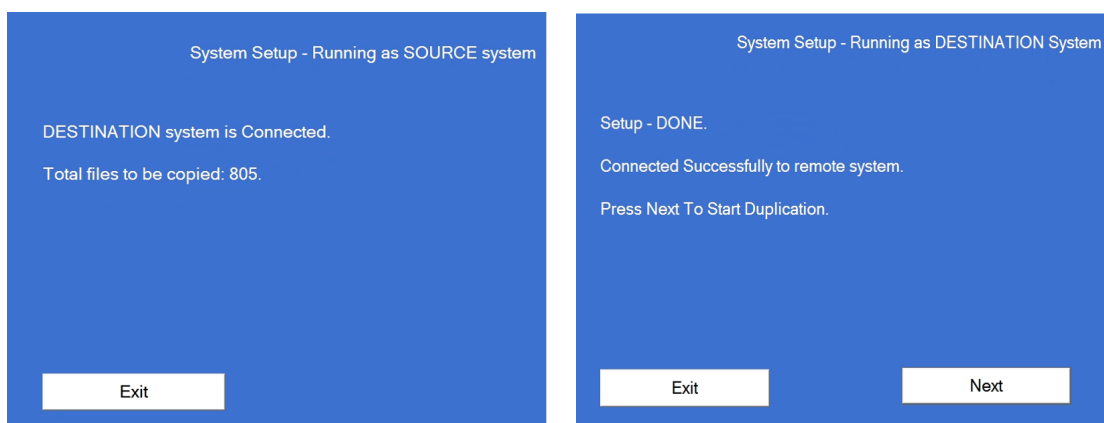 System Setup - Running as SOURCE system
DESTINATION system is Connected.
Total files to be copied: 805.
Exit
System Setup - Running as DESTINATION System
Setup - DONE.
Connected Successfully to remote system.
Press Next To Start Duplication.
Exit
Next